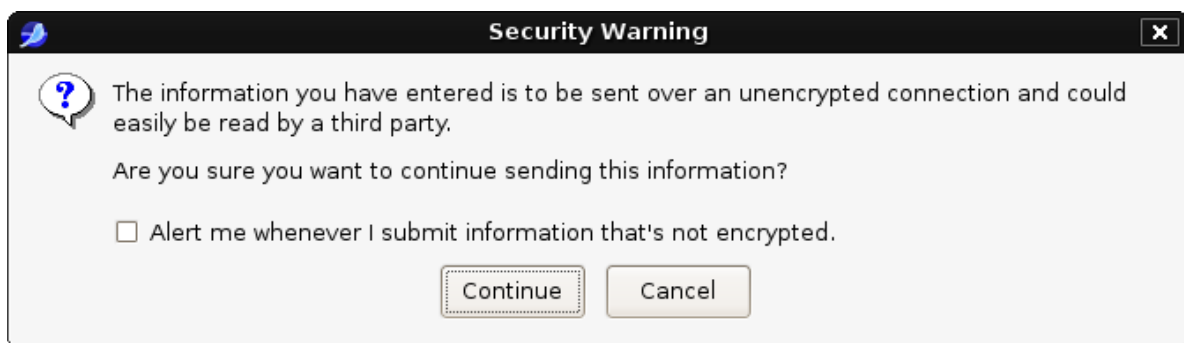 Security Warning
The information you have entered is to be sent over an unencrypted connection and could
easily be read by a third party.
Are you sure you want to continue sending this information?
Alert me whenever I submit information that's not encrypted.
Continue Cancel